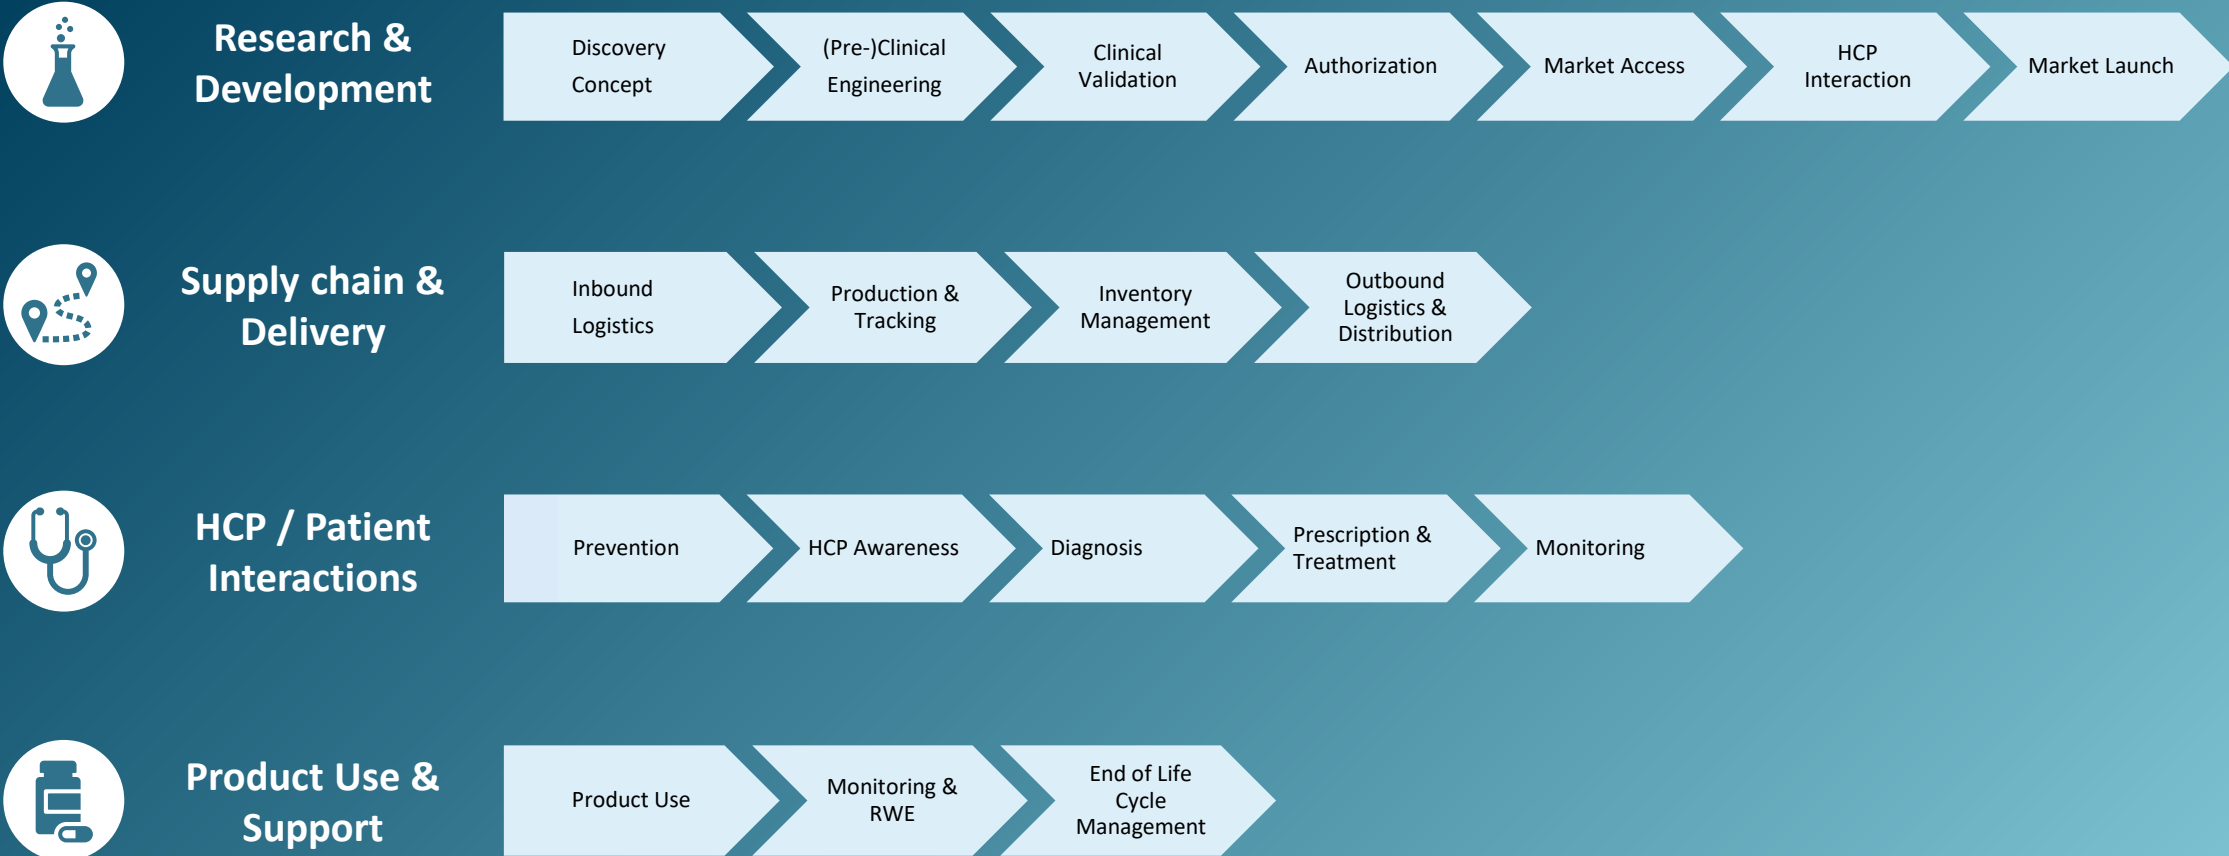 Research &
Development
Discovery
Concept
(Pre-)Clinical
Engineering
Clinical
Validation
Authorization
Market Access
HCP
Interaction
Market Launch
Supply chain &
Delivery
Inbound
Logistics
Production &
Tracking
Inventory
Management
Outbound
Logistics &
Distribution
HCP / Patient
Interactions
Prevention
HCP Awareness
Diagnosis
Prescription &
Treatment
Monitoring
Product Use &
Support
Product Use
Monitoring &
RWE
End of Life
Cycle
Management